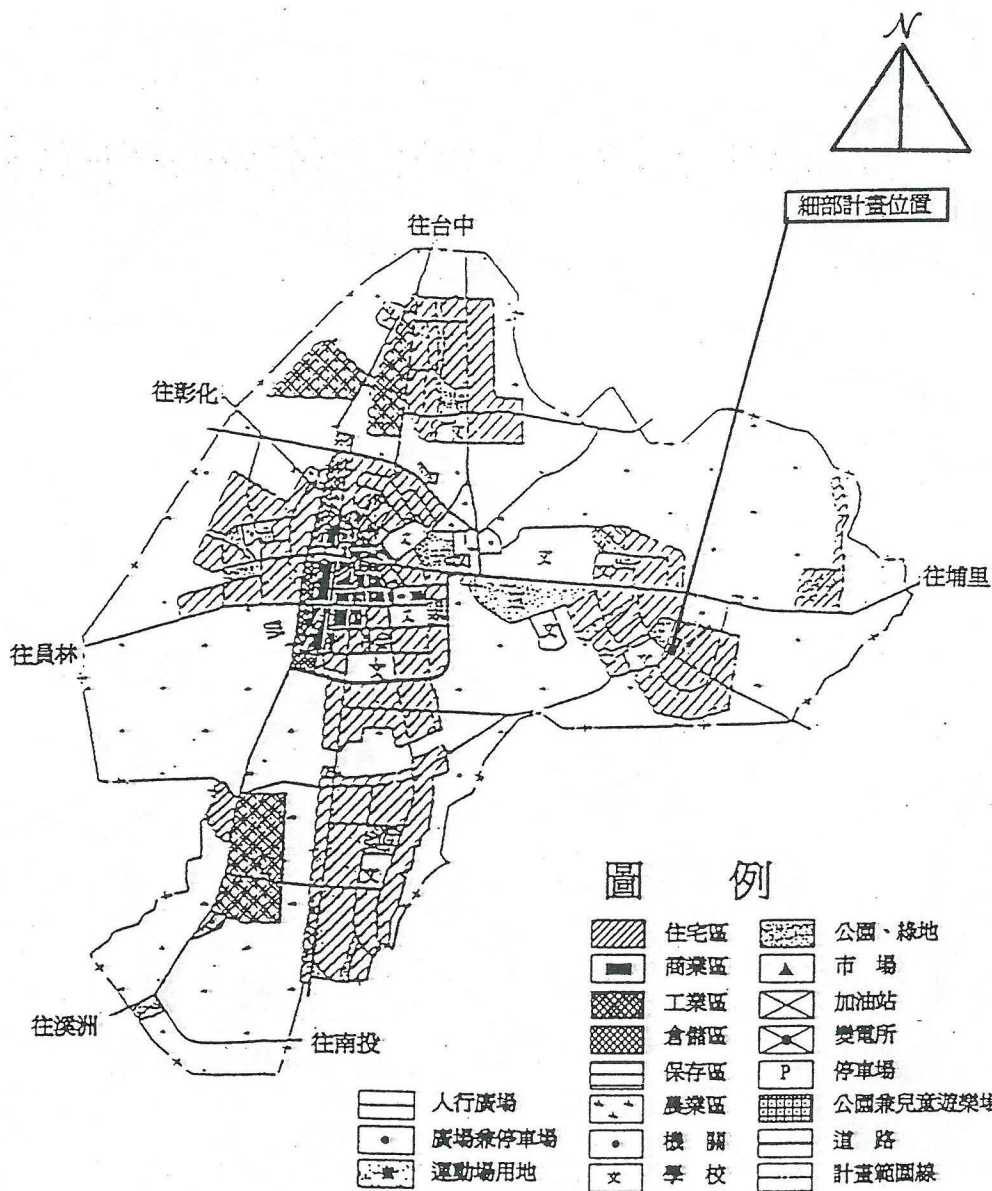 N
細部計畫位置
往台中
往彰化
往埔里
往員林
往溪洲
往南投
文
文
文
文
文
文
文
圖 例
住宅區
公園、綠地
商業區
市 場
工業區
加油站
倉儲區
變電所
保存區
P 停車場
人行廣場
農業區
公園兼兒童遊樂場
廣場兼停車場
機 關
道 路
運動場用地
文 學 校
計畫範圍線